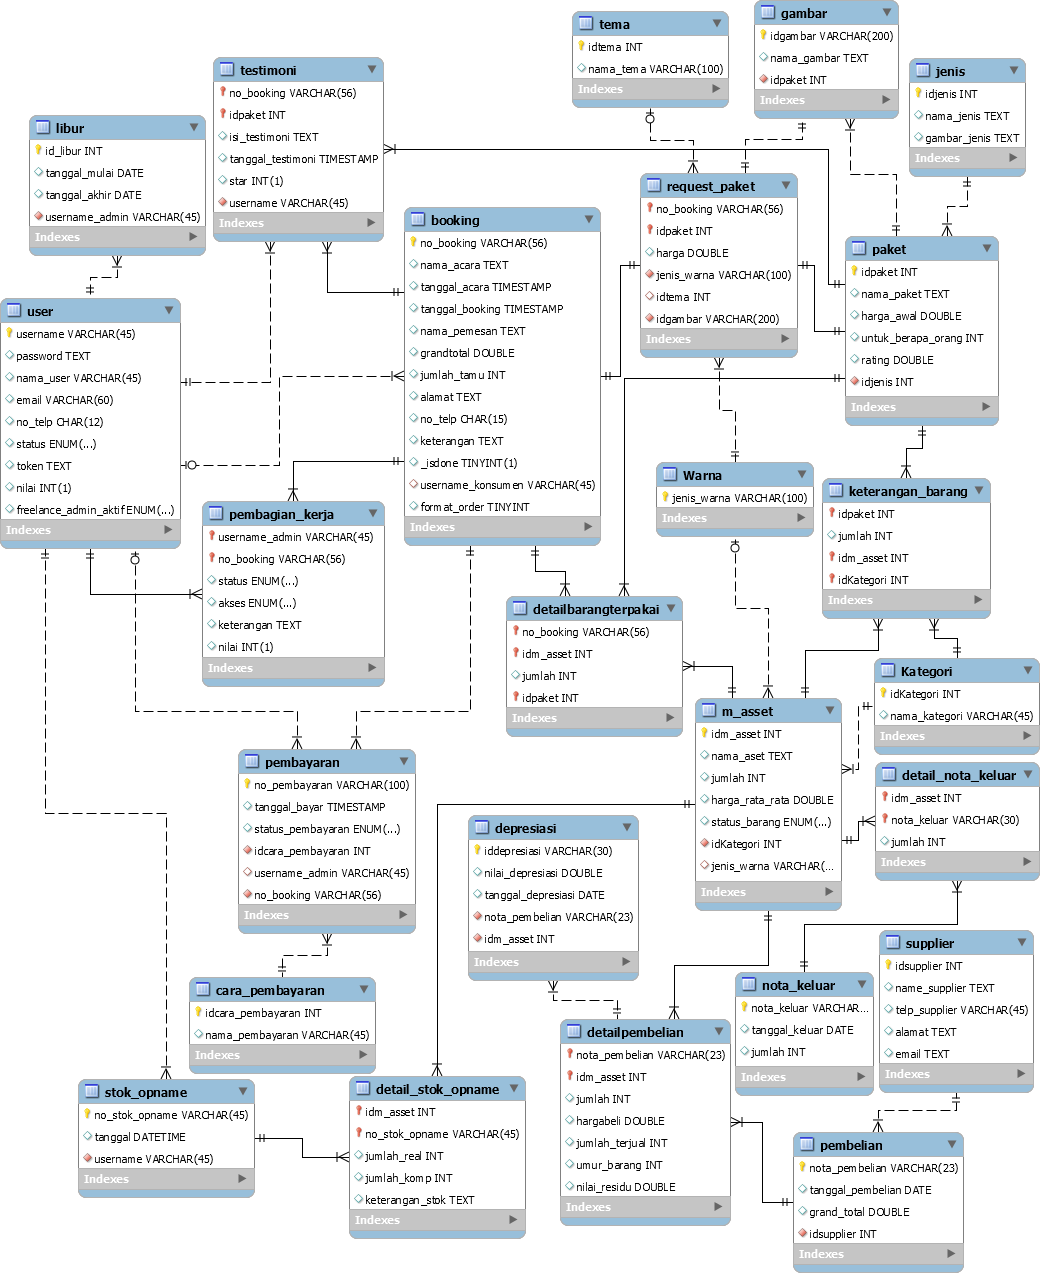 tema
idtema INT
nama_tema VARCHAR(100)
Indexes
gambar
idgambar VARCHAR(200)
nama_gambar TEXT
idpaket INT
Indexes
jenis
idjenis INT
nama_jenis TEXT
gambar_jenis TEXT
Indexes
testimoni
no_booking VARCHAR(56)
idpaket INT
isi_testimoni TEXT
tanggal_testimoni TIMESTAMP
star INT(1)
username VARCHAR(45)
Indexes
libur
id_libur INT
tanggal_mulai DATE
tanggal_akhir DATE
username_admin VARCHAR(45)
Indexes
request_paket
no_booking VARCHAR(56)
idpaket INT
harga DOUBLE
jenis_warna VARCHAR(100)
idtema INT
idgambar VARCHAR(200)
Indexes
booking
no_booking VARCHAR(56)
nama_acara TEXT
tanggal_acara TIMESTAMP
tanggal_booking TIMESTAMP
nama_pemesan TEXT
grandtotal DOUBLE
jumlah_tamu INT
alamat TEXT
no_telp CHAR(15)
keterangan TEXT
_isdone TINYINT(1)
username_konsumen VARCHAR(45)
format_order TINYINT
Indexes
paket
idpaket INT
nama_paket TEXT
harga_awal DOUBLE
untuk_berapa_orang INT
rating DOUBLE
idjenis INT
Indexes
user
username VARCHAR(45)
password TEXT
nama_user VARCHAR(45)
email VARCHAR(60)
no_telp CHAR(12)
status ENUM(...)
token TEXT
nilai INT(1)
freelance_admin_aktif ENUM(...)
Indexes
Warna
jenis_warna VARCHAR(100)
Indexes
keterangan_barang
idpaket INT
jumlah INT
idm_asset INT
idKategori INT
Indexes
pembagian_kerja
username_admin VARCHAR(45)
no_booking VARCHAR(56)
status ENUM(...)
akses ENUM(...)
keterangan TEXT
nilai INT(1)
Indexes
detailbarangterpakai
no_booking VARCHAR(56)
idm_asset INT
jumlah INT
idpaket INT
Indexes
Kategori
idKategori INT
nama_kategori VARCHAR(45)
Indexes
m_asset
idm_asset INT
nama_aset TEXT
jumlah INT
harga_rata_rata DOUBLE
status_barang ENUM(...)
idKategori INT
jenis_warna VARCHAR(...
Indexes
pembayaran
no_pembayaran VARCHAR(100)
tanggal_bayar TIMESTAMP
status_pembayaran ENUM(...)
idcara_pembayaran INT
username_admin VARCHAR(45)
no_booking VARCHAR(56)
Indexes
detail_nota_keluar
idm_asset INT
nota_keluar VARCHAR(30)
jumlah INT
Indexes
depresiasi
iddepresiasi VARCHAR(30)
nilai_depresiasi DOUBLE
tanggal_depresiasi DATE
nota_pembelian VARCHAR(23)
idm_asset INT
Indexes
supplier
idsupplier INT
name_supplier TEXT
telp_supplier VARCHAR(45)
alamat TEXT
email TEXT
Indexes
cara_pembayaran
idcara_pembayaran INT
nama_pembayaran VARCHAR(45)
Indexes
nota_keluar
nota_keluar VARCHAR...
tanggal_keluar DATE
jumlah INT
Indexes
detailpembelian
nota_pembelian VARCHAR(23)
idm_asset INT
jumlah INT
hargabeli DOUBLE
jumlah_terjual INT
umur_barang INT
nilai_residu DOUBLE
Indexes
stok_opname
no_stok_opname VARCHAR(45)
tanggal DATETIME
username VARCHAR(45)
Indexes
detail_stok_opname
idm_asset INT
no_stok_opname VARCHAR(45)
jumlah_real INT
jumlah_komp INT
keterangan_stok TEXT
Indexes
pembelian
nota_pembelian VARCHAR(23)
tanggal_pembelian DATE
grand_total DOUBLE
idsupplier INT
Indexes